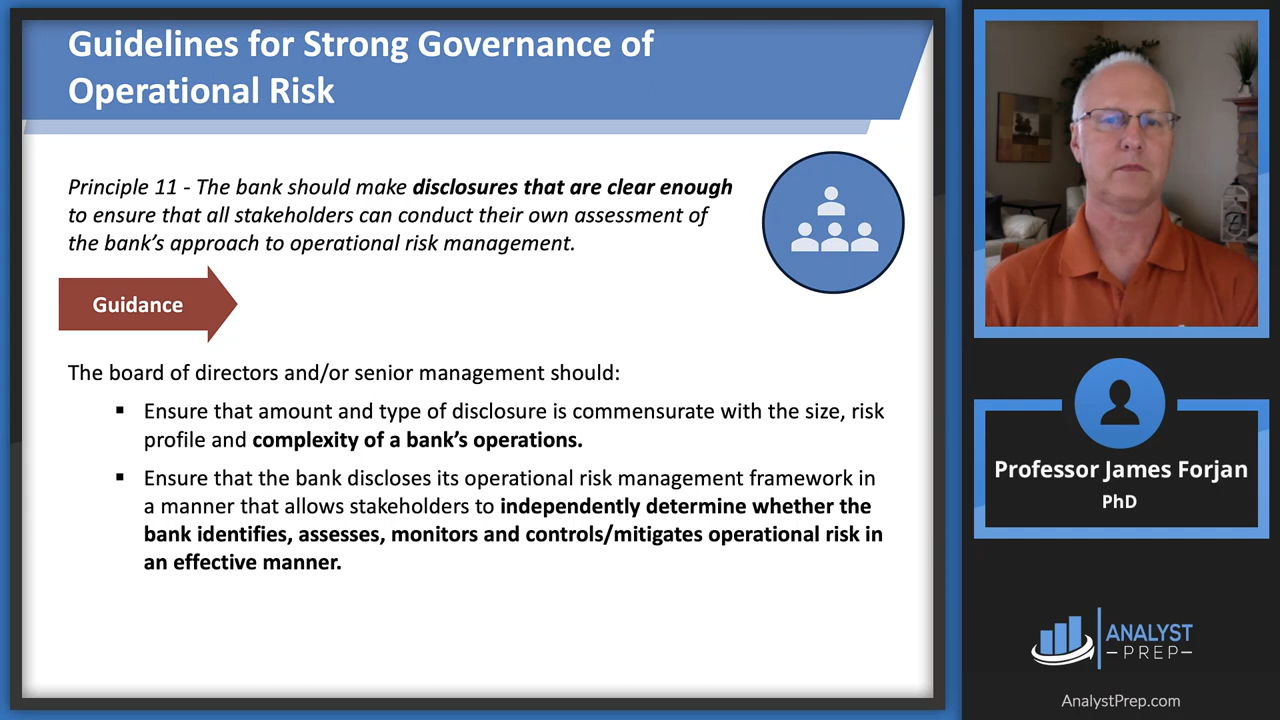 Guidelines for Strong Governance of
Operational Risk
Principle 11 - The bank should make disclosures that are clear enough
to ensure that all stakeholders can conduct their own assessment of
the bank's approach to operational risk management.
Guidance
The board of directors and/or senior management should:
▪ Ensure that amount and type of disclosure is commensurate with the size, risk
profile and complexity of a bank's operations.
▪ Ensure that the bank discloses its operational risk management framework in
a manner that allows stakeholders to independently determine whether the
bank identifies, assesses, monitors and controls/mitigates operational risk in
an effective manner.
Professor James Forjan
PhD
ANALYST
PREP
AnalystPrep.com